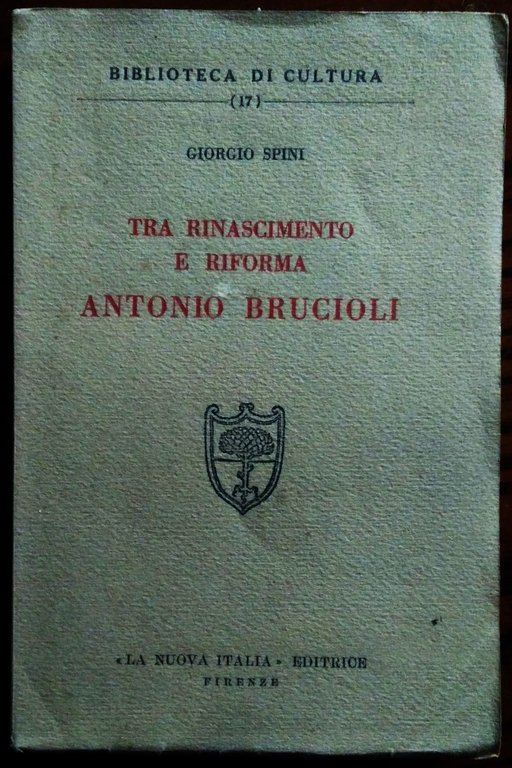 BIBLIOTECA DI CULTURA
(17)
GIORGIO SPINI
TRA RINASCIMENTO
E RIFORMA
ANTONIO BRUCIOLI
«LA NUOVA ITALIA» EDITRICE
FIRENZE